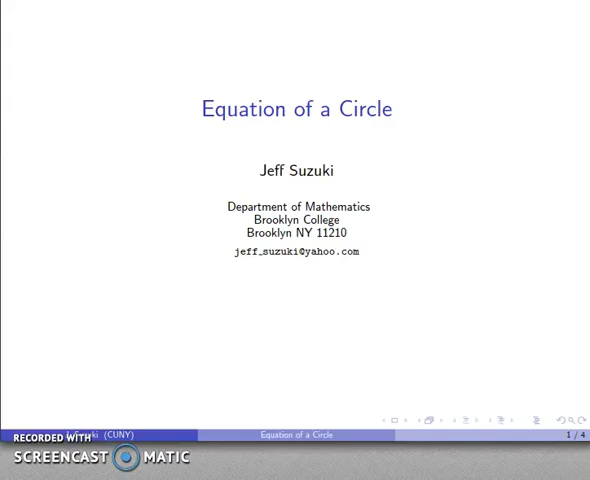 Equation of a Circle
Jeff Suzuki
Department of Mathematics
Brooklyn College
Brooklyn NY 11210
jeff_suzuki@yahoo.com
RECORDED WITH
Suzuki (CUNY) Equation of a Circle 1 / 4
SCREENCAST MATIC